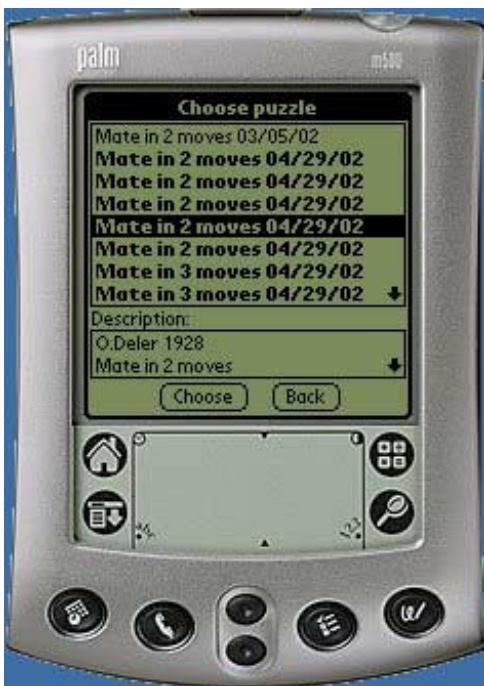 palm
m500
Choose puzzle
Mate in 2 moves 03/05/02
Mate in 2 moves 04/29/02
Mate in 2 moves 04/29/02
Mate in 2 moves 04/29/02
Mate in 2 moves 04/29/02
Mate in 2 moves 04/29/02
Mate in 3 moves 04/29/02
Mate in 3 moves 04/29/02
Description:
O.Deler 1928
Mate in 2 moves
Choose Back
abc 123